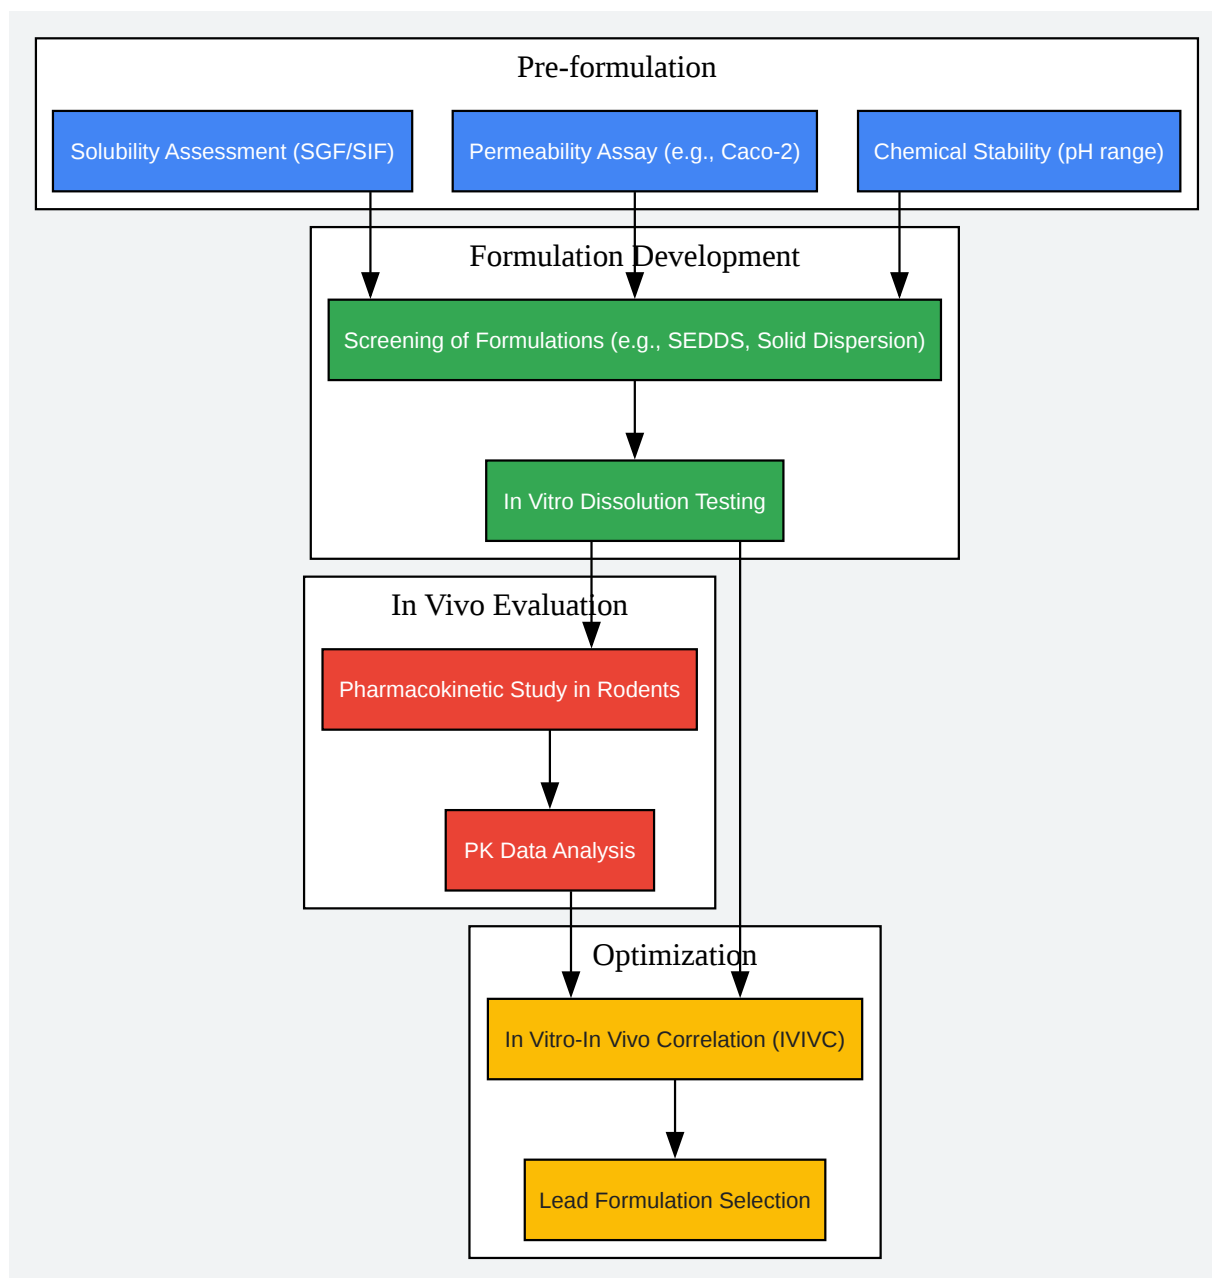 Pre-formulation
Solubility Assessment (SGF/SIF)
Permeability Assay (e.g., Caco-2)
Chemical Stability (pH range)
Formulation Development
Screening of Formulations (e.g., SEDDS, Solid Dispersion)
In Vitro Dissolution Testing
In Vivo Evaluation
Pharmacokinetic Study in Rodents
PK Data Analysis
Optimization
In Vitro-In Vivo Correlation (IVIVC)
Lead Formulation Selection